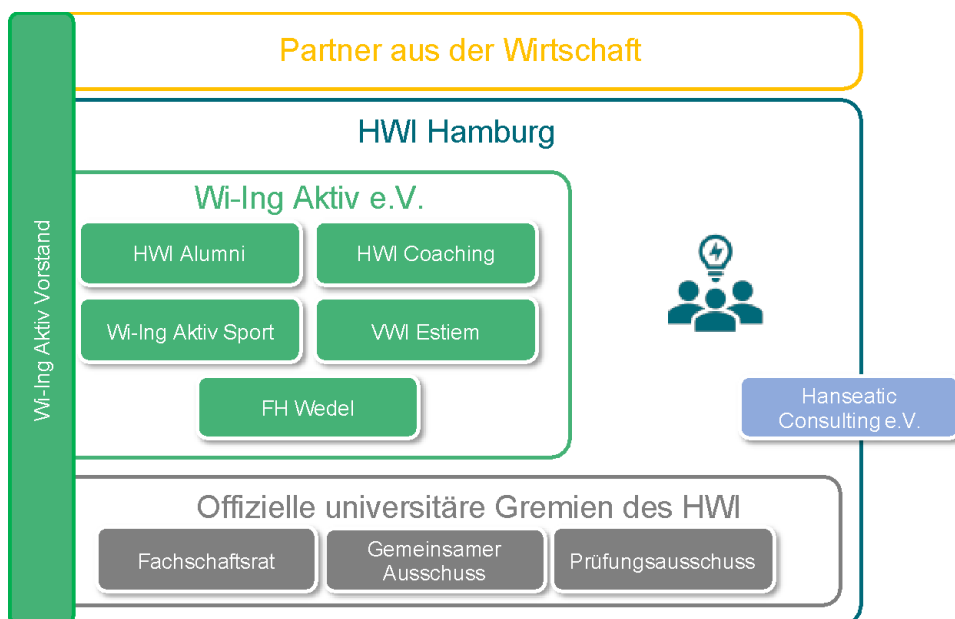 Wi-Ing Aktiv Vorstand
Partner aus der Wirtschaft
HWI Hamburg
Wi-Ing Aktiv e.V.
HWI Alumni
HWI Coaching
Wi-Ing Aktiv Sport
VWI Estiem
FH Wedel
Hanseatic
Consulting e.V.
Offizielle universitäre Gremien des HWI
Fachschaftsrat
Gemeinsamer
Ausschuss
Prüfungsausschuss